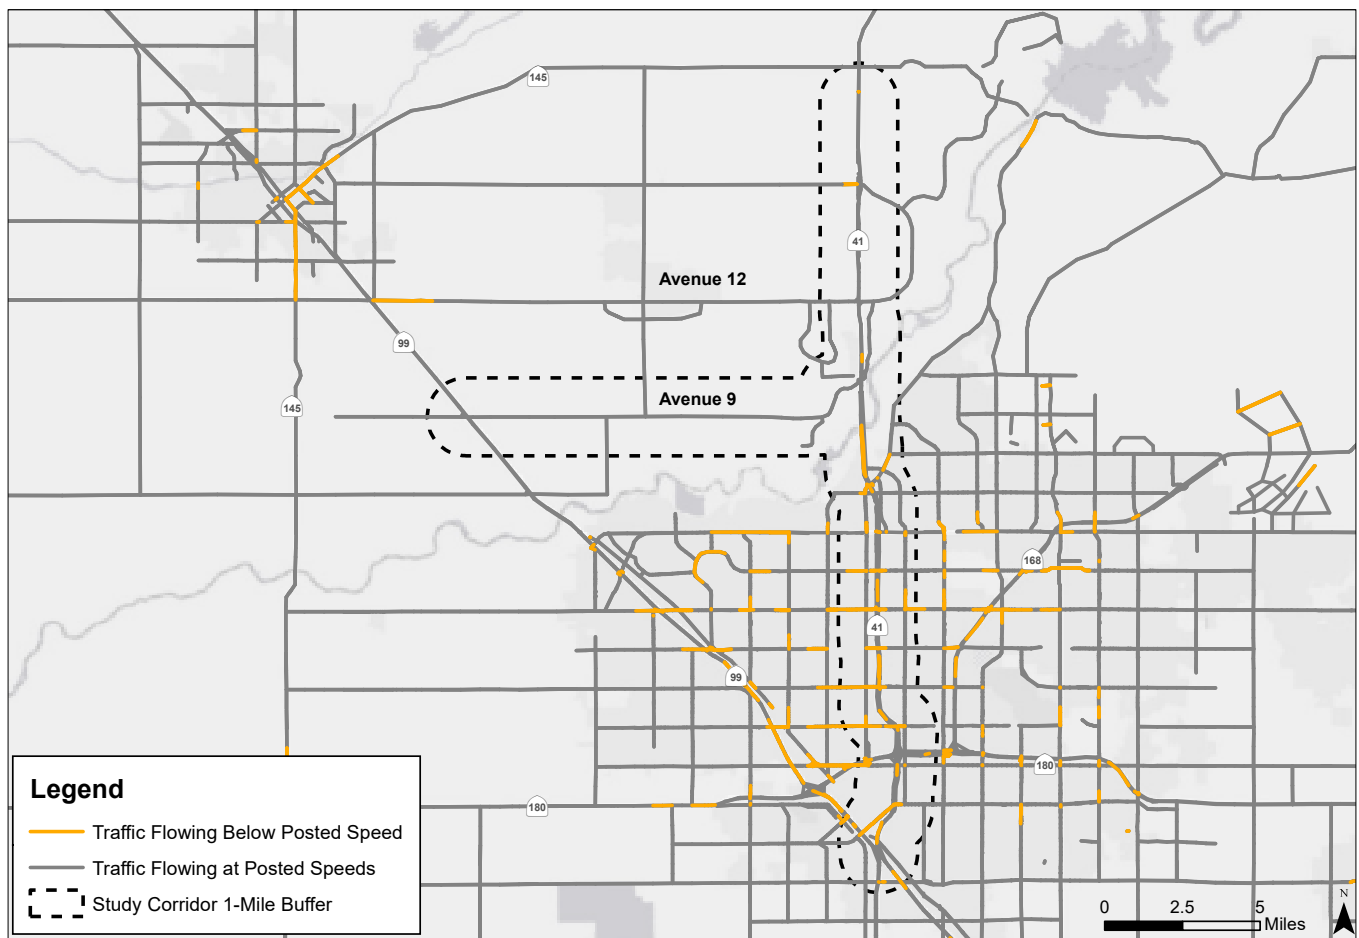 145
41
Avenue 12
99
145
Avenue 9
168
41
99
180
180
Legend
Traffic Flowing Below Posted Speed
Traffic Flowing at Posted Speeds
Study Corridor 1-Mile Buffer
0 2.5 5
Miles
N